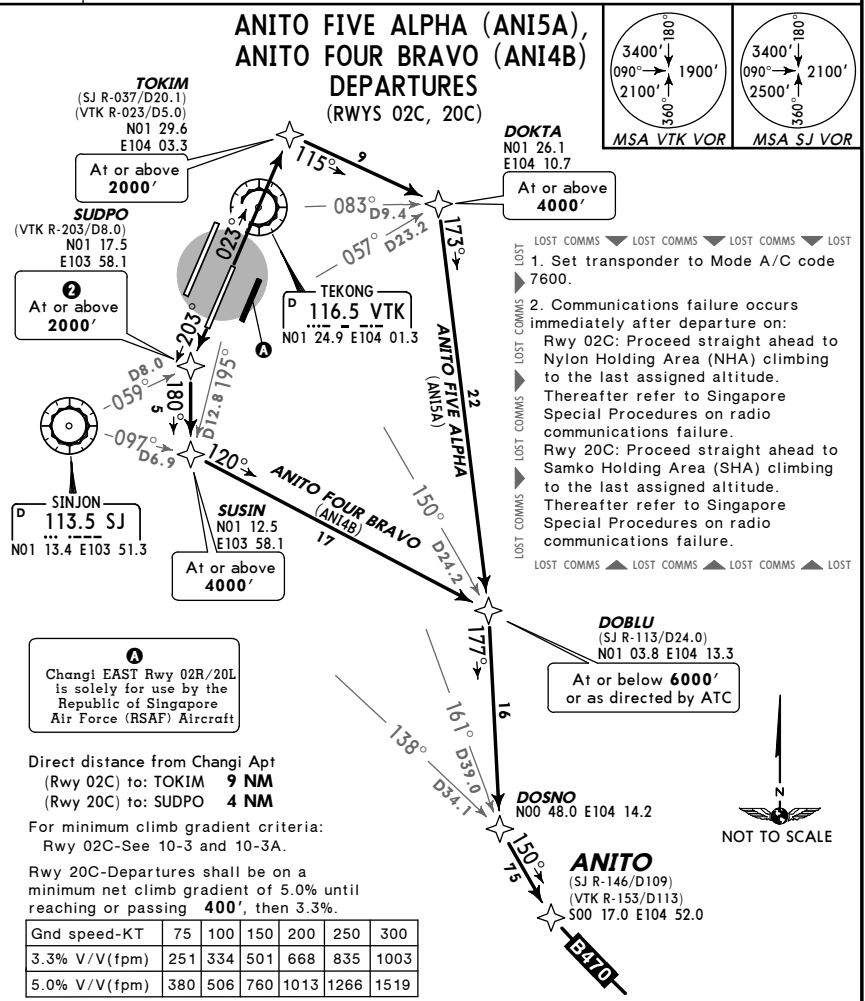 ANITO FIVE ALPHA (ANI5A),
ANITO FOUR BRAVO (ANI4B)
DEPARTURES
(RWYS 02C, 20C)
3400'
180°
090°
1900'
2100'
360°
MSA VTK VOR
3400'
180°
090°
2100'
2500'
360°
MSA SJ VOR
TOKIM
(SJ R-037/D20.1)
(VTK R-023/D5.0)
N01 29.6
E104 03.3
At or above
2000'
115°
9
DOKTA
N01 26.1
E104 10.7
At or above
4000'
083°
D9.4
057°
D23.2
173°
SUDPO
(VTK R-203/D8.0)
N01 17.5
E103 58.1
2
At or above
2000'
023°
203°
TEKONG
D 116.5 VTK
N01 24.9 E104 01.3
A
D8.0
059°
180°
5
D12.8 195°
097°
D6.9
120°
SINJON
D 113.5 SJ
N01 13.4 E103 51.3
SUSIN
N01 12.5
E103 58.1
At or above
4000'
ANITO FOUR BRAVO
(ANI4B)
17
ANITO FIVE ALPHA
(ANI5A)
22
150°
D24.2
LOST COMMS LOST COMMS LOST COMMS LOST COMMS LOST
LOST COMMS LOST COMMS LOST COMMS LOST
1. Set transponder to Mode A/C code
7600.
2. Communications failure occurs
immediately after departure on:
Rwy 02C: Proceed straight ahead to
Nylon Holding Area (NHA) climbing
to the last assigned altitude.
Thereafter refer to Singapore
Special Procedures on radio
communications failure.
Rwy 20C: Proceed straight ahead to
Samko Holding Area (SHA) climbing
to the last assigned altitude.
Thereafter refer to Singapore
Special Procedures on radio
communications failure.
LOST COMMS LOST COMMS LOST COMMS LOST
DOBLU
(SJ R-113/D24.0)
N01 03.8 E104 13.3
At or below 6000'
or as directed by ATC
177°
16
161°
D39.0
138°
D34.1
A
Changi EAST Rwy 02R/20L
is solely for use by the
Republic of Singapore
Air Force (RSAF) Aircraft
Direct distance from Changi Apt
(Rwy 02C) to: TOKIM 9 NM
(Rwy 20C) to: SUDPO 4 NM
For minimum climb gradient criteria:
Rwy 02C-See 10-3 and 10-3A.
Rwy 20C-Departures shall be on a
minimum net climb gradient of 5.0% until
reaching or passing 400', then 3.3%.
Gnd speed-KT 75 100 150 200 250 300
3.3% V/V(fpm) 251 334 501 668 835 1003
5.0% V/V(fpm) 380 506 760 1013 1266 1519
DOSNO
N00 48.0 E104 14.2
150°
75
ANITO
(SJ R-146/D109)
(VTK R-153/D113)
S00 17.0 E104 52.0
B470
N
NOT TO SCALE